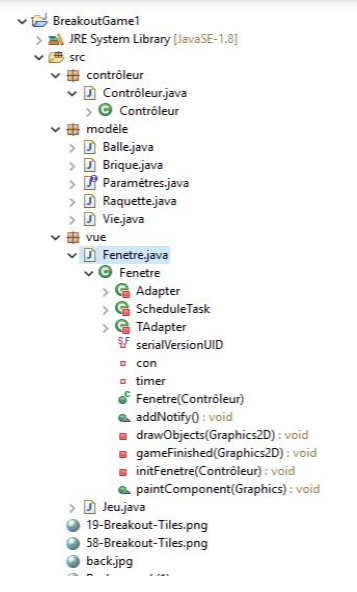 BreakoutGame1
JRE System Library [JavaSE-1.8]
src
contrôleur
Contrôleur.java
Contrôleur
modèle
Balle.java
Brique.java
Paramètres.java
Raquette.java
Vie.java
vue
Fenetre.java
Fenetre
Adapter
ScheduleTask
TAdapter
serialVersionUID
con
timer
Fenetre(Contrôleur)
addNotify() : void
drawObjects(Graphics2D) : void
gameFinished(Graphics2D) : void
initFenetre(Contrôleur) : void
paintComponent(Graphics) : void
Jeu.java
19-Breakout-Tiles.png
58-Breakout-Tiles.png
back.jpg